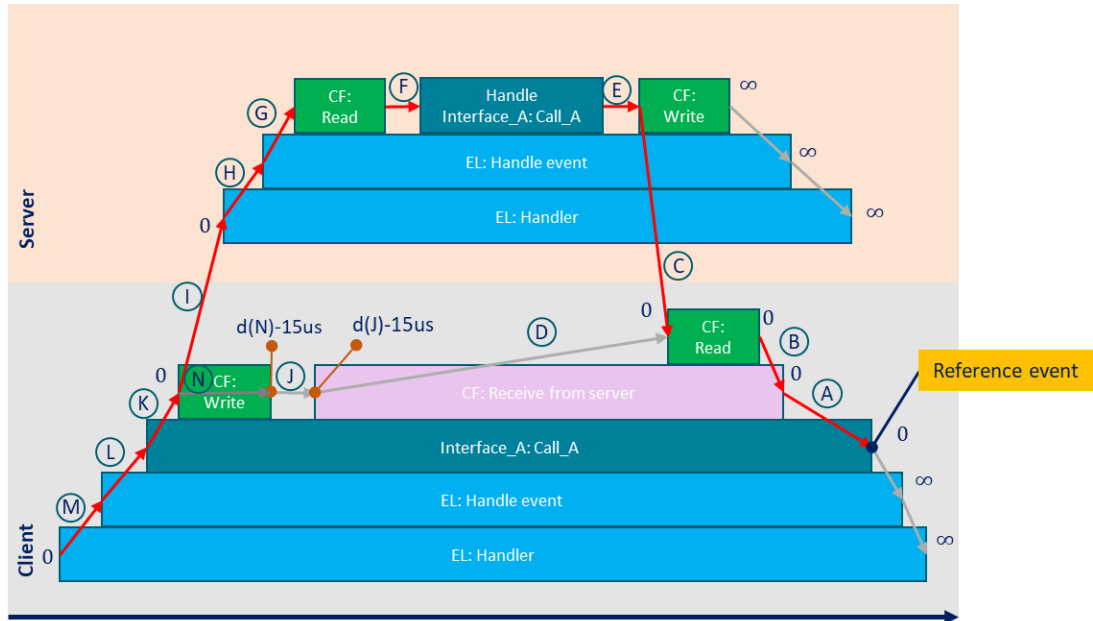 ∞
CF:
Read
F
Handle
Interface_A: Call_A
E
CF:
Write
G
∞
EL: Handle event
H
Server
0
EL: Handler
∞
C
I
0
d(N)-15us
d(J)-15us
D
CF:
Read
0
B
Reference event
0
N
CF:
Write
J
0
CF: Receive from server
A
K
0
L
Interface_A: Call_A
M
EL: Handle event
∞
Client
0
EL: Handler
∞